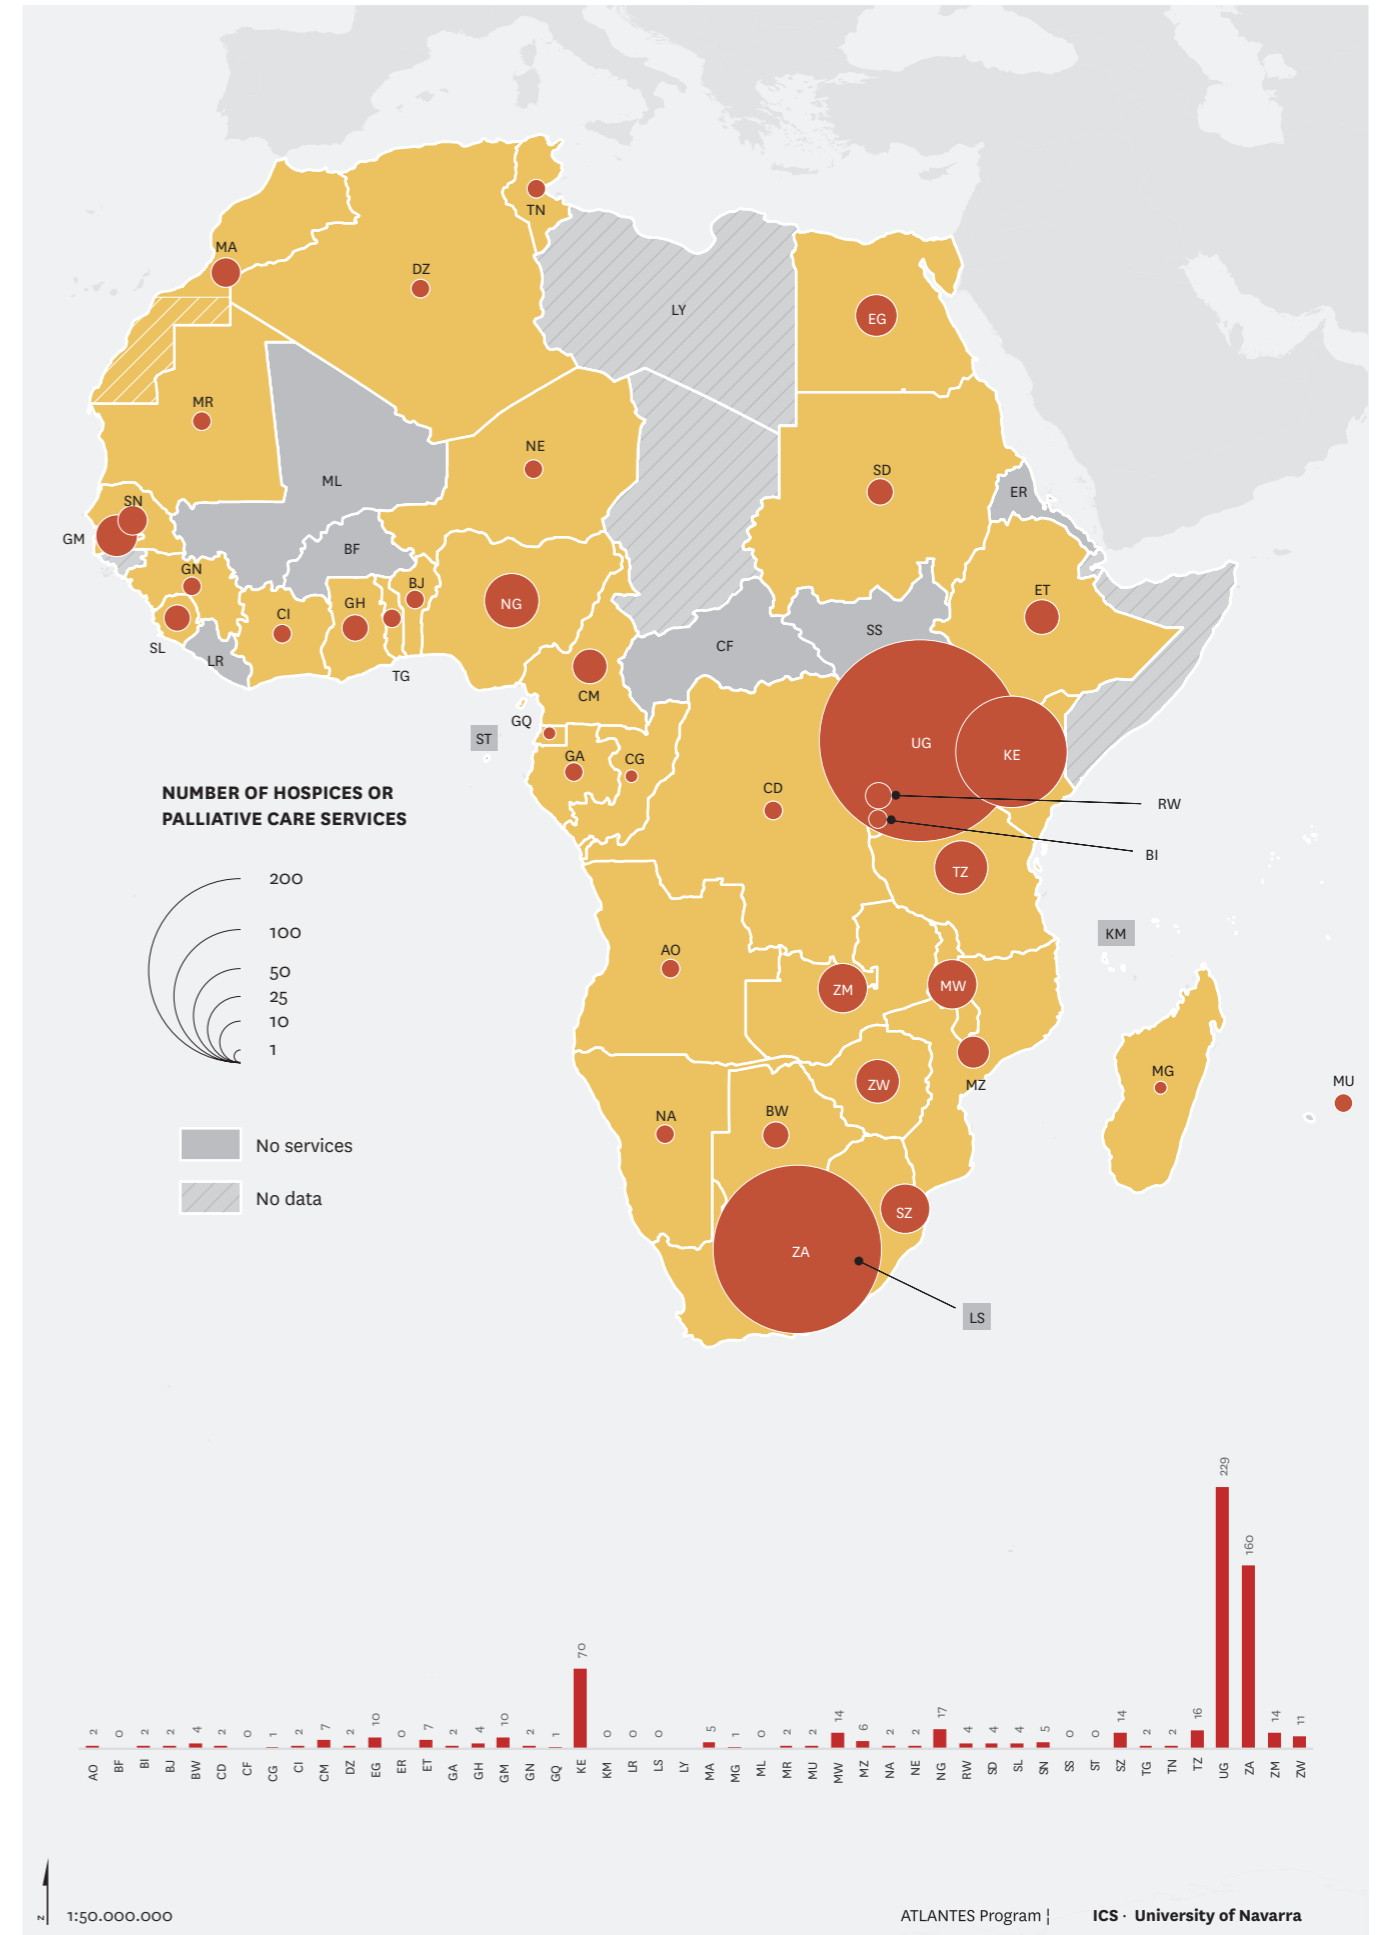 TN
MA
DZ
LY
EG
MR
NE
ML
SD
ER
SN
GM
BF
GN
BJ
CI
GH
NG
ET
SL
LR
TG
CF
SS
CM
GQ
ST
GA
CG
UG
KE
CD
RW
BI
TZ
KM
AO
ZM
MW
MG
MU
MZ
ZW
NA
BW
SZ
ZA
LS
NUMBER OF HOSPICES OR
PALLIATIVE CARE SERVICES
200
100
50
25
10
1
No services
No data
2 0 2 2 4 2 0 1 2 7 2 10 0 7 2 4 10 2 1 70 0 0 0 5 1 0 2 2 14 6 2 2 17 4 4 4 5 0 0 14 2 2 16 229 160 14 11
AO BF BI BJ BW CD CF CG CI CM DZ EG ER ET GA GH GM GN GQ KE KM LR LS LY MA MG ML MR MU MW MZ NA NE NG RW SD SL SN SS ST SZ TG TN TZ UG ZA ZM ZW
N
1:50.000.000
ATLANTES Program ¦ ICS · University of Navarra